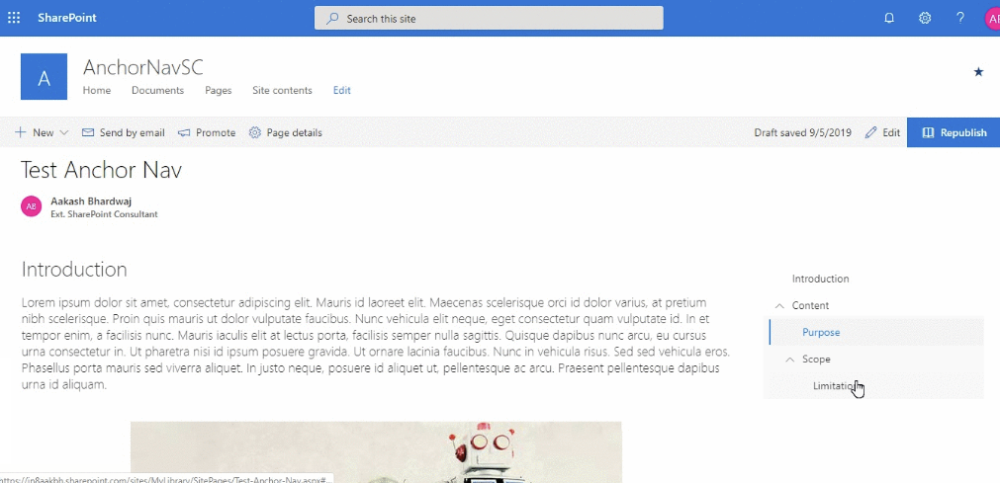 SharePoint
Search this site
?
AB
A
AnchorNavSC
Home Documents Pages Site contents Edit
New Send by email Promote Page details Draft saved 9/5/2019 Edit Republish
Test Anchor Nav
AB
Aakash Bhardwaj
Ext. SharePoint Consultant
Introduction
Lorem ipsum dolor sit amet, consectetur adipiscing elit. Mauris id laoreet elit. Maecenas scelerisque orci id dolor varius, at pretium
nibh scelerisque. Proin quis mauris ut dolor vulputate faucibus. Nunc vehicula elit neque, eget consectetur quam vulputate id. In et
tempor enim, a facilisis nunc. Mauris iaculis elit at lectus porta, facilisis semper nulla sagittis. Quisque dapibus nunc arcu, eu cursus
urna consectetur in. Ut pharetra nisi id ipsum posuere gravida. Ut ornare lacinia faucibus. Nunc in vehicula risus. Sed sed vehicula eros.
Phasellus porta mauris sed viverra aliquet. In justo neque, posuere id aliquet ut, pellentesque ac arcu. Praesent pellentesque dapibus
urna id aliquam.
Introduction
Content
Purpose
Scope
Limitation
https://jp8aakbh.sharepoint.com/sites/MyLibrary/SitePages/Test-Anchor-Nav.aspx#...